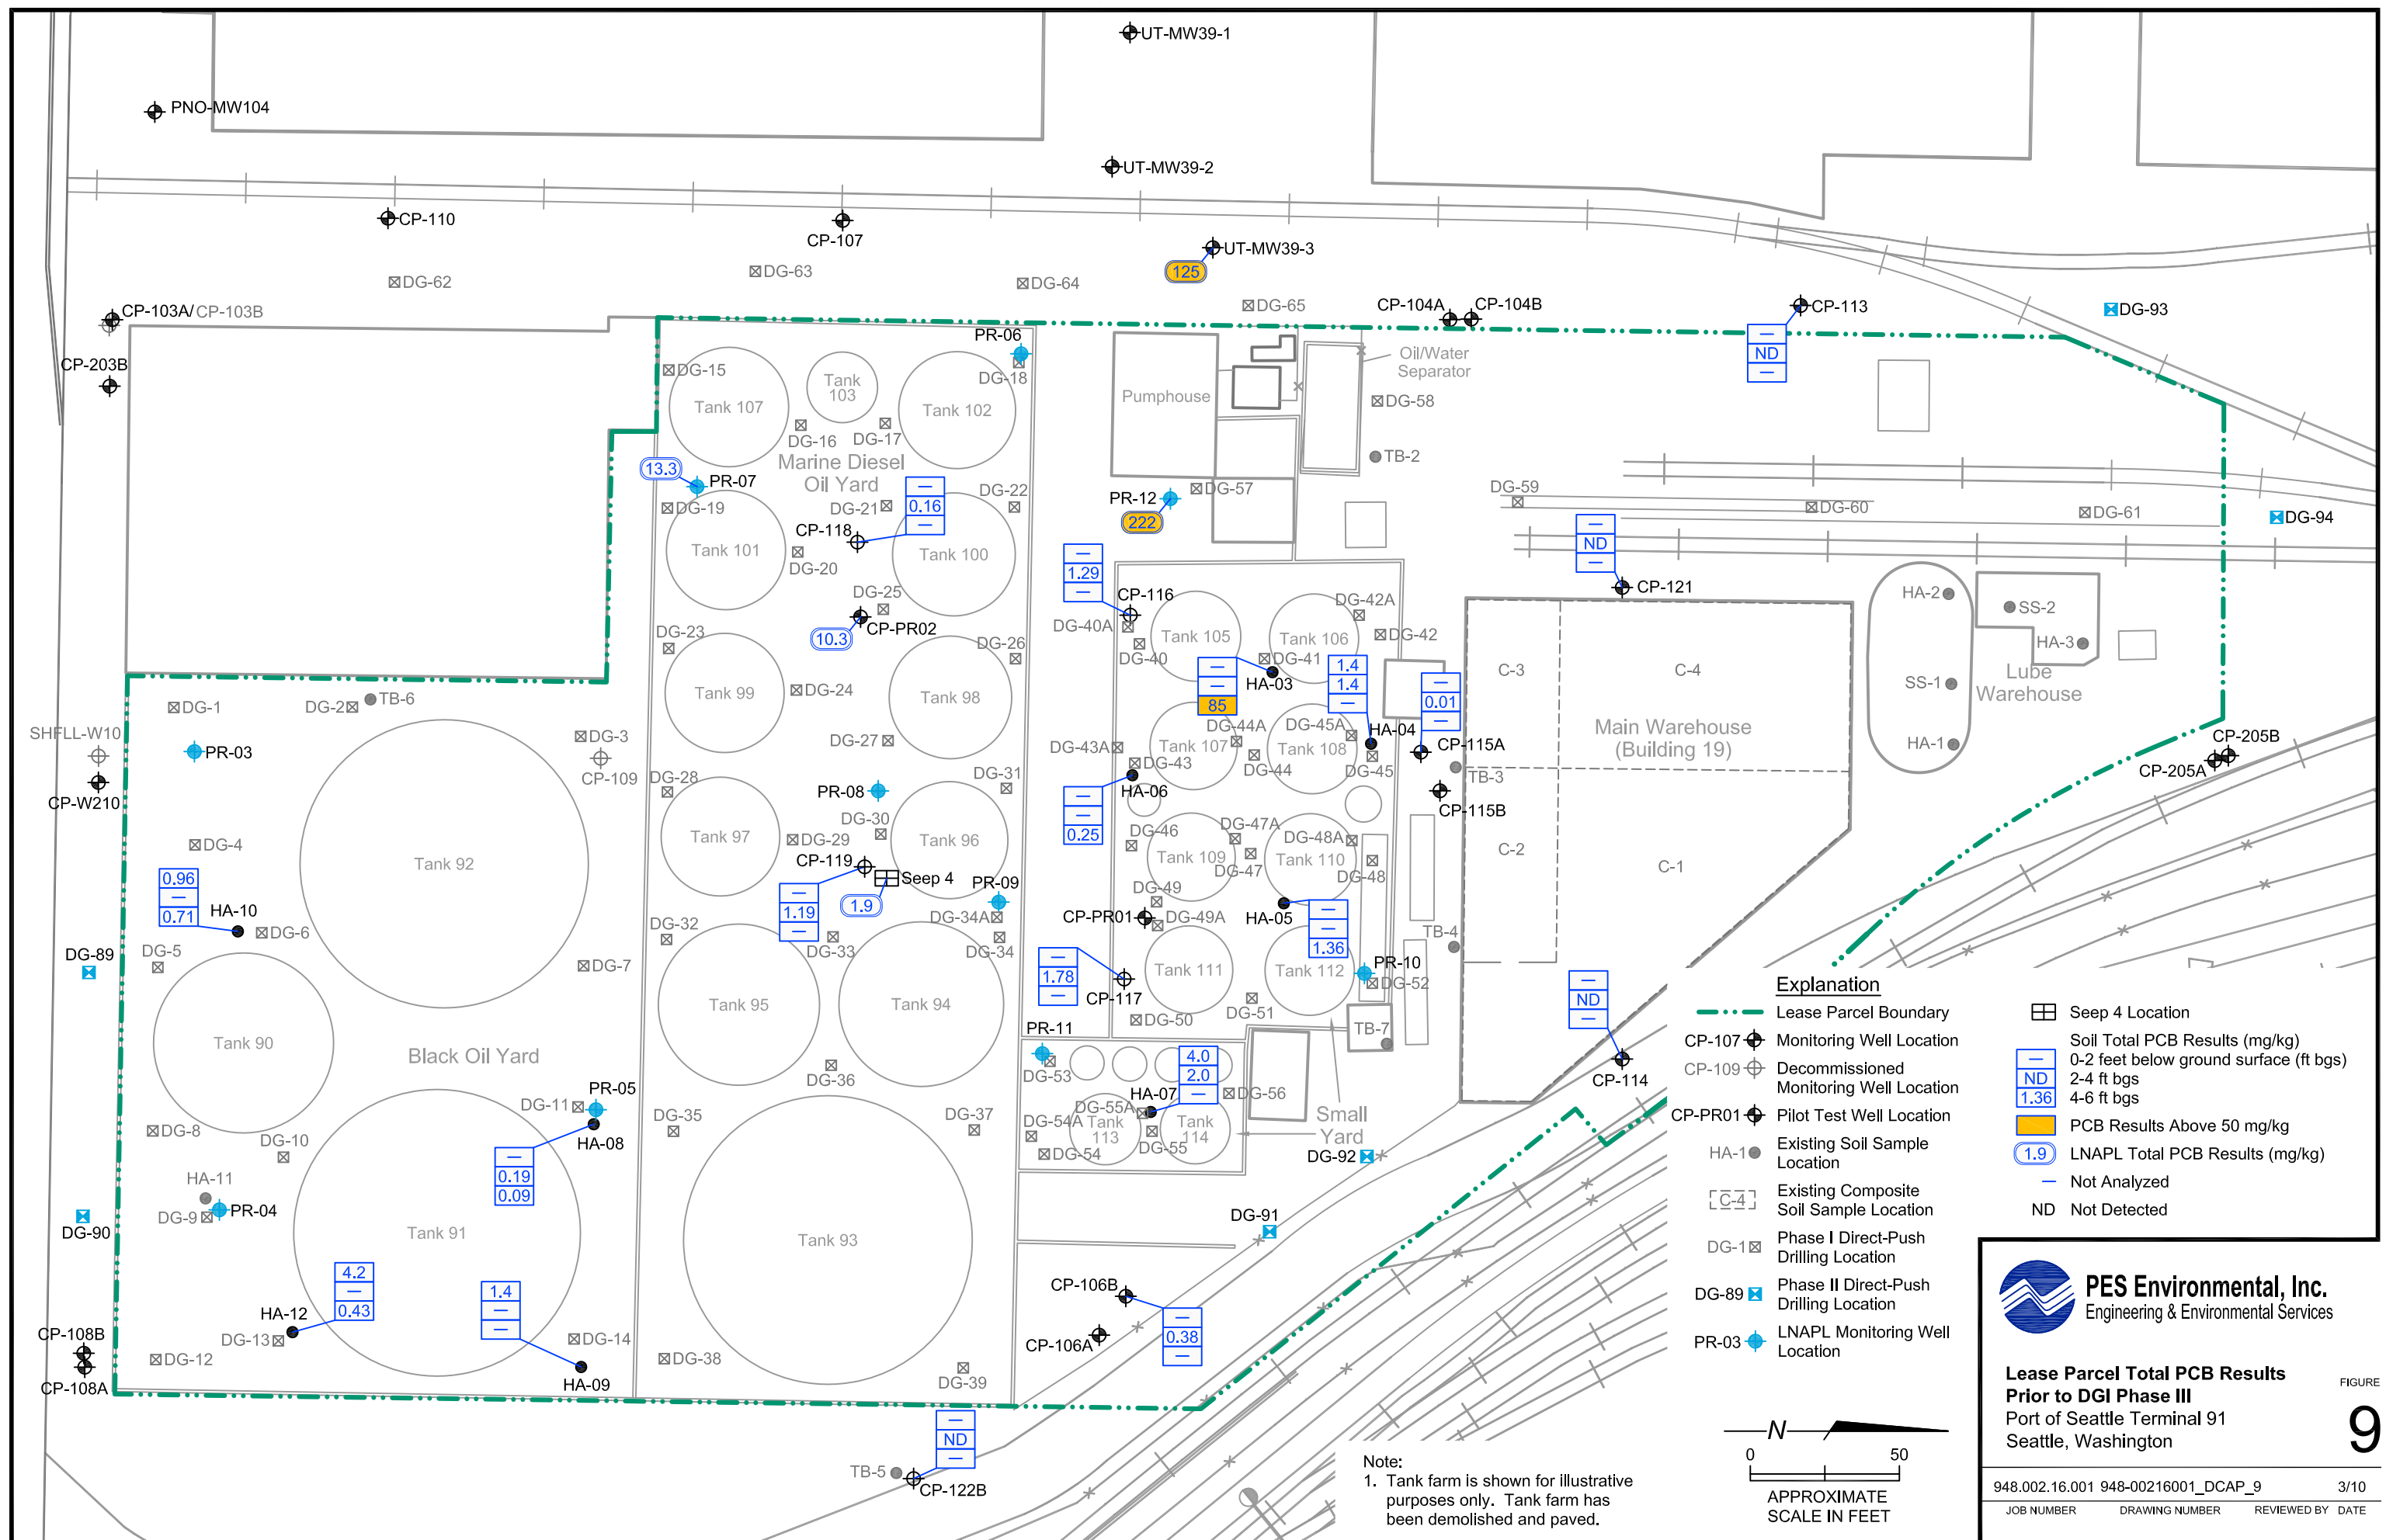 UT-MW39-1
PNO-MW104
UT-MW39-2
CP-110
CP-107
UT-MW39-3
125
DG-62
DG-63
DG-64
DG-65
CP-103A/CP-103B
CP-104A
CP-104B
CP-113
—
ND
—
DG-93
CP-203B
PR-06
DG-18
DG-15
Tank 107
Tank
103
Tank 102
Pumphouse
Oil/Water
Separator
DG-58
DG-16
DG-17
Marine Diesel
Oil Yard
TB-2
13.3
PR-07
DG-19
DG-21
—
0.16
—
DG-22
PR-12
222
DG-57
DG-59
DG-60
DG-61
DG-94
CP-118
Tank 101
DG-20
Tank 100
—
ND
—
CP-121
—
1.29
—
CP-116
DG-25
CP-PR02
10.3
DG-40A
DG-40
Tank 105
Tank 106
DG-42A
DG-42
DG-41
HA-03
—
—
85
1.4
1.4
—
HA-2
SS-2
HA-3
Lube
Warehouse
SS-1
HA-1
DG-23
DG-26
Tank 99
DG-24
Tank 98
C-3
C-4
Main Warehouse
(Building 19)
C-2
C-1
—
0.01
—
CP-115A
TB-3
CP-115B
DG-1
DG-2
TB-6
DG-3
CP-109
SHFLL-W10
CP-W210
PR-03
Tank 92
DG-27
DG-28
DG-31
PR-08
DG-43A
DG-43
Tank 107
DG-44A
DG-44
DG-45A
Tank 108
HA-04
DG-45
HA-06
—
—
0.25
CP-205B
CP-205A
DG-4
Tank 97
DG-30
DG-29
Tank 96
DG-46
Tank 109
DG-47A
DG-47
DG-48A
Tank 110
DG-48
0.96
—
0.71
HA-10
DG-6
CP-119
Seep 4
1.9
—
1.19
—
PR-09
DG-34A
DG-34
DG-49
CP-PR01
DG-49A
HA-05
—
—
1.36
TB-4
DG-5
DG-89
DG-7
DG-32
DG-33
Tank 95
Tank 94
—
1.78
—
CP-117
Tank 111
Tank 112
PR-10
DG-52
DG-50
DG-51
TB-7
Tank 90
Black Oil Yard
PR-11
DG-53
4.0
2.0
—
HA-07
DG-55A
DG-56
DG-54A
DG-54
Tank
113
DG-55
Tank
114
Small
Yard
—
ND
—
CP-114
DG-92
DG-36
DG-35
DG-37
PR-05
DG-11
HA-08
—
0.19
0.09
DG-8
DG-10
HA-11
DG-9
PR-04
DG-90
Tank 91
Tank 93
DG-91
4.2
—
0.43
HA-12
DG-13
1.4
—
—
HA-09
DG-14
CP-108B
CP-108A
DG-12
DG-38
DG-39
CP-106B
CP-106A
—
0.38
—
—
ND
—
TB-5
CP-122B
Explanation
Lease Parcel Boundary
CP-107 Monitoring Well Location
CP-109 Decommissioned
Monitoring Well Location
CP-PR01 Pilot Test Well Location
HA-1 Existing Soil Sample
Location
C-4 Existing Composite
Soil Sample Location
DG-1 Phase I Direct-Push
Drilling Location
DG-89 Phase II Direct-Push
Drilling Location
PR-03 LNAPL Monitoring Well
Location
Seep 4 Location
Soil Total PCB Results (mg/kg)
— 0-2 feet below ground surface (ft bgs)
ND 2-4 ft bgs
1.36 4-6 ft bgs
PCB Results Above 50 mg/kg
1.9 LNAPL Total PCB Results (mg/kg)
— Not Analyzed
ND Not Detected
N
0 50
APPROXIMATE
SCALE IN FEET
Note:
1. Tank farm is shown for illustrative
purposes only. Tank farm has
been demolished and paved.
PES Environmental, Inc.
Engineering & Environmental Services
Lease Parcel Total PCB Results
Prior to DGI Phase III
Port of Seattle Terminal 91
Seattle, Washington
FIGURE
9
948.002.16.001 948-00216001_DCAP_9 3/10
JOB NUMBER DRAWING NUMBER REVIEWED BY DATE